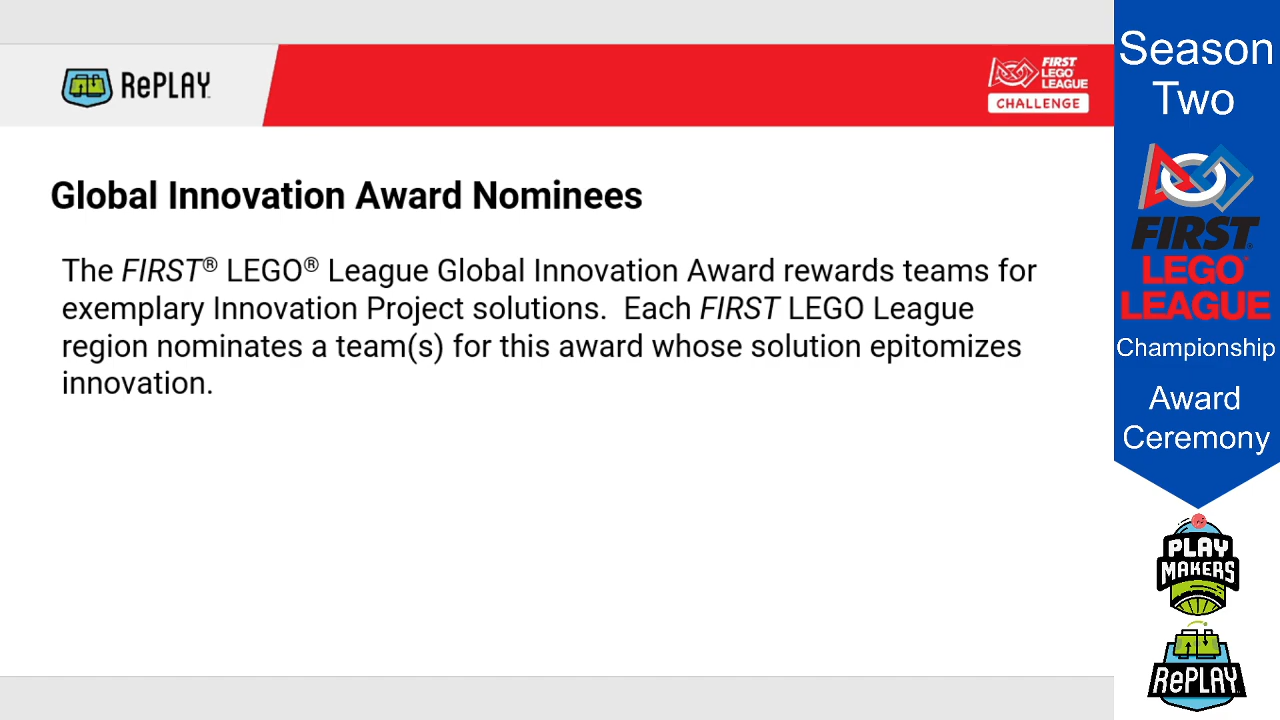 RePLAY
FIRST
LEGO
LEAGUE
CHALLENGE
Global Innovation Award Nominees
The FIRST® LEGO® League Global Innovation Award rewards teams for
exemplary Innovation Project solutions.  Each FIRST LEGO League
region nominates a team(s) for this award whose solution epitomizes
innovation.
Season
Two
FIRST®
LEGO
LEAGUE
Championship
Award
Ceremony
PLAY
MAKERS
RePLAY